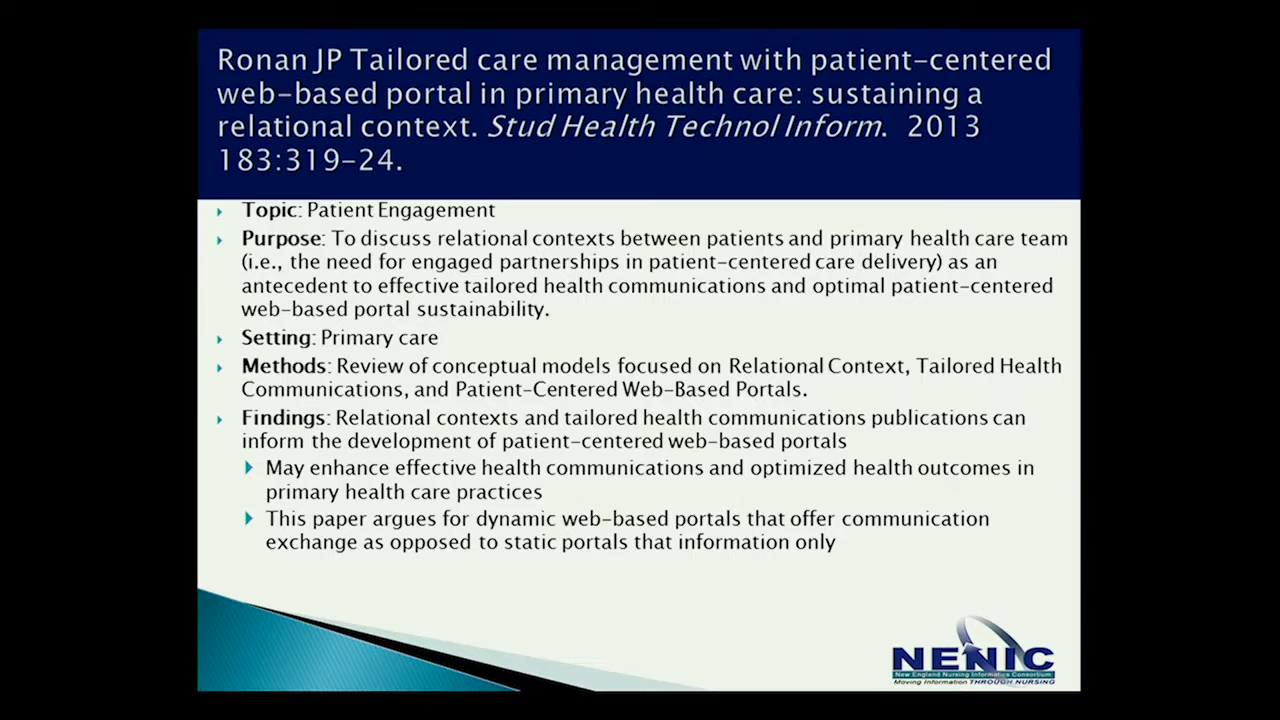 Ronan JP Tailored care management with patient-centered
web-based portal in primary health care: sustaining a
relational context. Stud Health Technol Inform. 2013
183:319-24.
Topic: Patient Engagement
Purpose: To discuss relational contexts between patients and primary health care team
(i.e., the need for engaged partnerships in patient-centered care delivery) as an
antecedent to effective tailored health communications and optimal patient-centered
web-based portal sustainability.
Setting: Primary care
Methods: Review of conceptual models focused on Relational Context, Tailored Health
Communications, and Patient-Centered Web-Based Portals.
Findings: Relational contexts and tailored health communications publications can
inform the development of patient-centered web-based portals
May enhance effective health communications and optimized health outcomes in
primary health care practices
This paper argues for dynamic web-based portals that offer communication
exchange as opposed to static portals that information only
NENIC
New England Nursing Informatics Consortium
Moving Information THROUGH NURSING